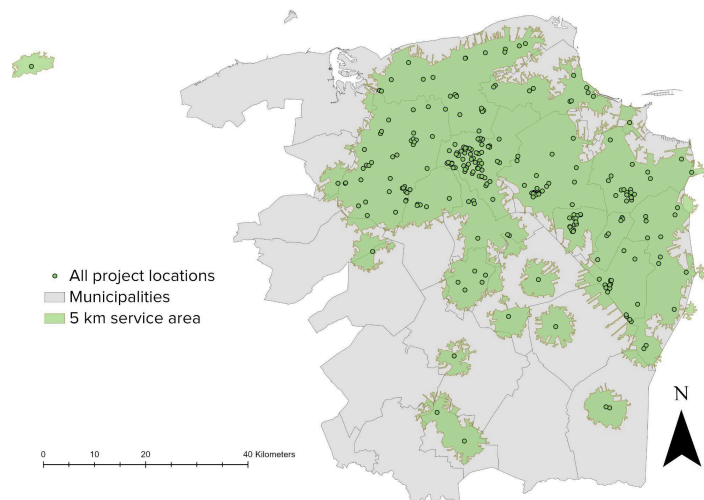 All project locations
Municipalities
5 km service area
N
0 10 20 40 Kilometers